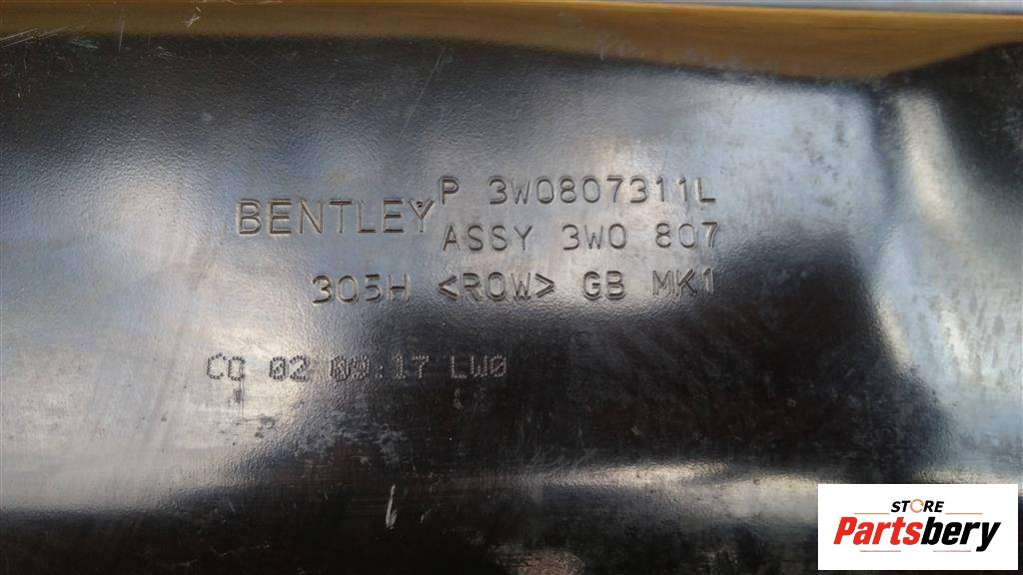 BENTLEY P 3W0807311L
ASSY 3W0 807
305H <ROW> GB MK1
CQ 02 09:17 LW0
STORE
Partsbery